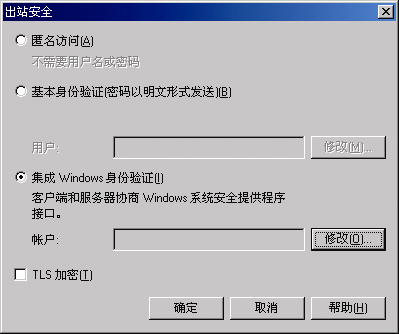 出站安全
匿名访问(A)
不需要用户名或密码
基本身份验证(密码以明文形式发送)(B)
用户: 修改(M)...
集成 Windows 身份验证(I)
客户端和服务器协商 Windows 系统安全提供程序
接口。
帐户: 修改(O)...
TLS 加密(T)
确定 取消 帮助(H)